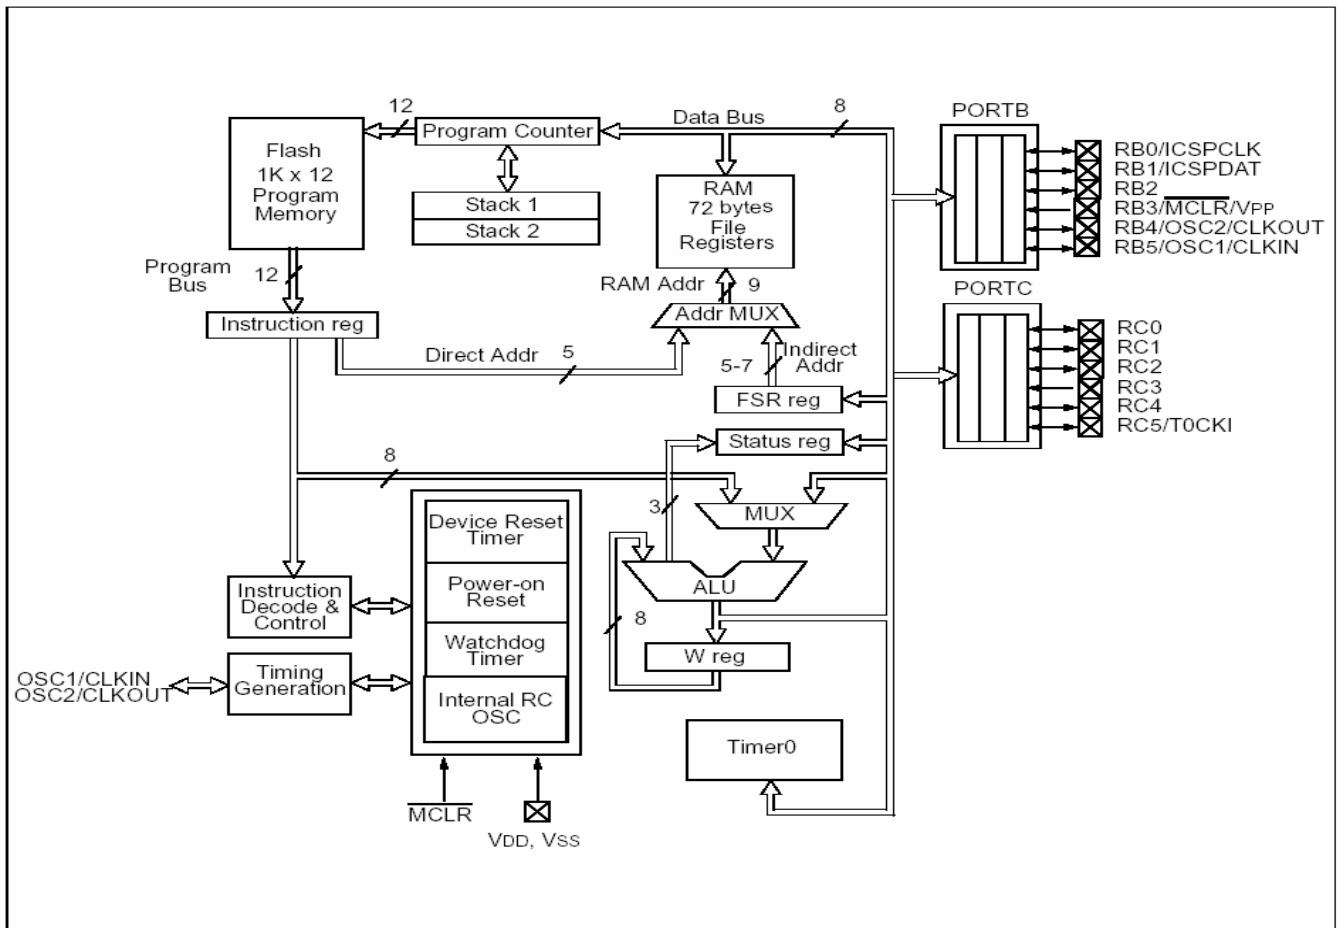 12
Program Counter
Data Bus
8
Flash
1K x 12
Program
Memory
Stack 1
Stack 2
RAM
72 bytes
File
Registers
PORTB
RB0/ICSPCLK
RB1/ICSPDAT
RB2
RB3/MCLR/VPP
RB4/OSC2/CLKOUT
RB5/OSC1/CLKIN
Program
Bus
12
Instruction reg
RAM Addr
9
Addr MUX
Direct Addr
5
5-7
Indirect
Addr
FSR reg
Status reg
PORTC
RC0
RC1
RC2
RC3
RC4
RC5/T0CKI
8
3
MUX
ALU
8
W reg
Device Reset
Timer
Power-on
Reset
Watchdog
Timer
Internal RC
OSC
Instruction
Decode &
Control
Timing
Generation
OSC1/CLKIN
OSC2/CLKOUT
Timer0
MCLR
VDD, VSS